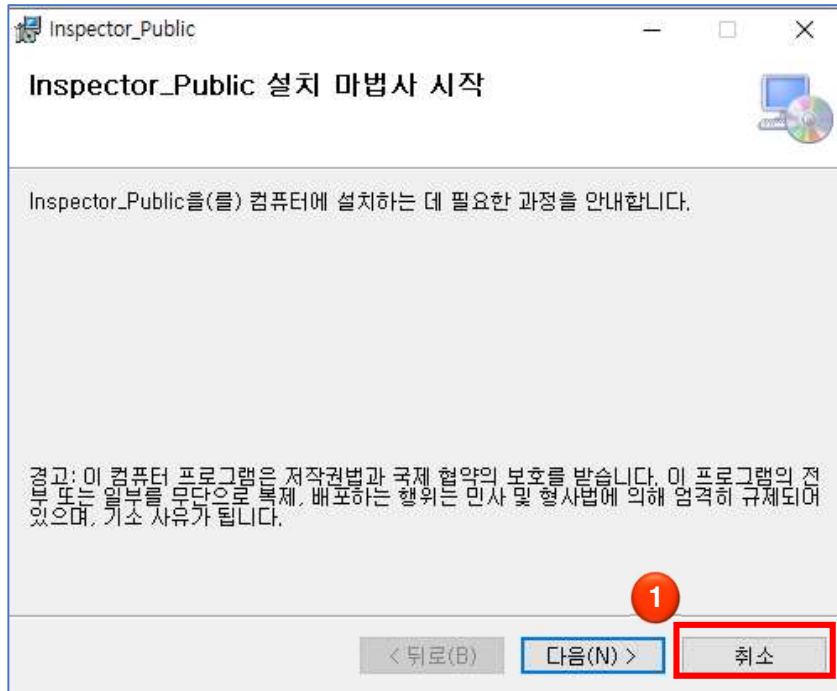 Inspector_Public
Inspector_Public 설치 마법사 시작
Inspector_Public을(를) 컴퓨터에 설치하는 데 필요한 과정을 안내합니다.
경고: 이 컴퓨터 프로그램은 저작권법과 국제 협약의 보호를 받습니다. 이 프로그램의 전
부 또는 일부를 무단으로 복제, 배포하는 행위는 민사 및 형사법에 의해 엄격히 규제되어
있으며, 기소 사유가 됩니다.
1
< 뒤로(B) 다음(N) > 취소